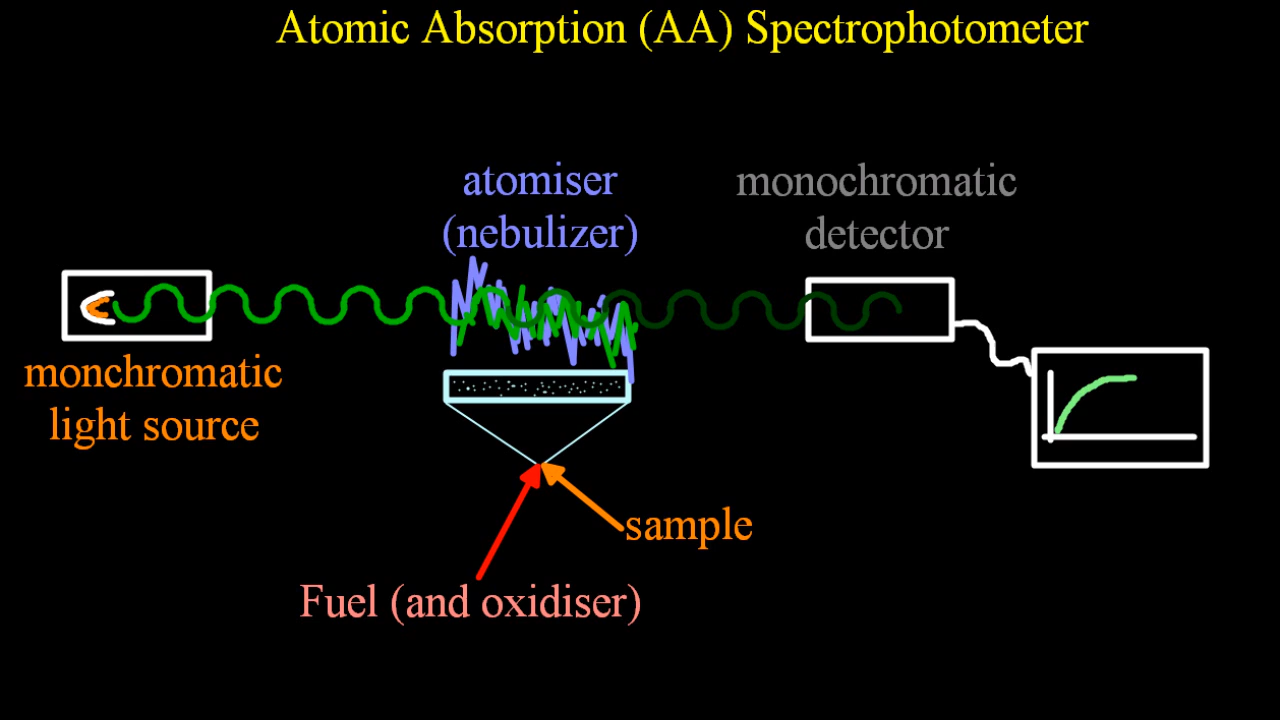 Atomic Absorption (AA) Spectrophotometer
atomiser
(nebulizer)
monochromatic
detector
monchromatic
light source
sample
Fuel (and oxidiser)